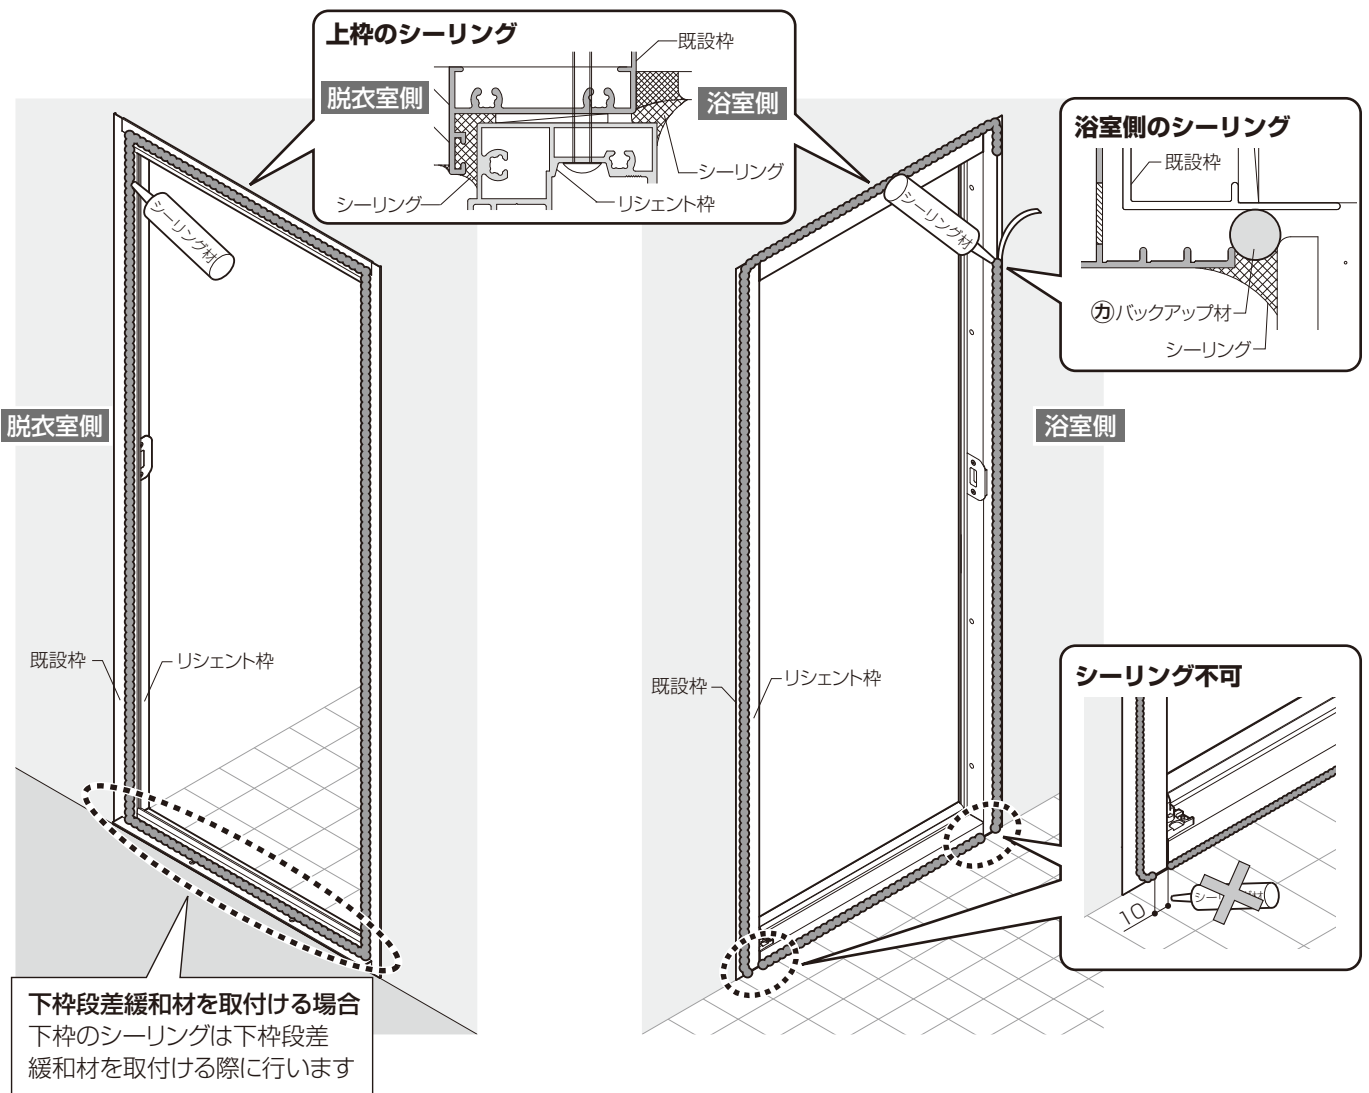 上枠のシーリング
既設枠
脱衣室側
浴室側
シーリング
シーリング
リシェント枠
浴室側のシーリング
既設枠
カバックアップ材
シーリング
シーリング材
シーリング材
脱衣室側
浴室側
既設枠
リシェント枠
既設枠
リシェント枠
シーリング不可
10
下枠段差緩和材を取付ける場合
下枠のシーリングは下枠段差
緩和材を取付ける際に行います